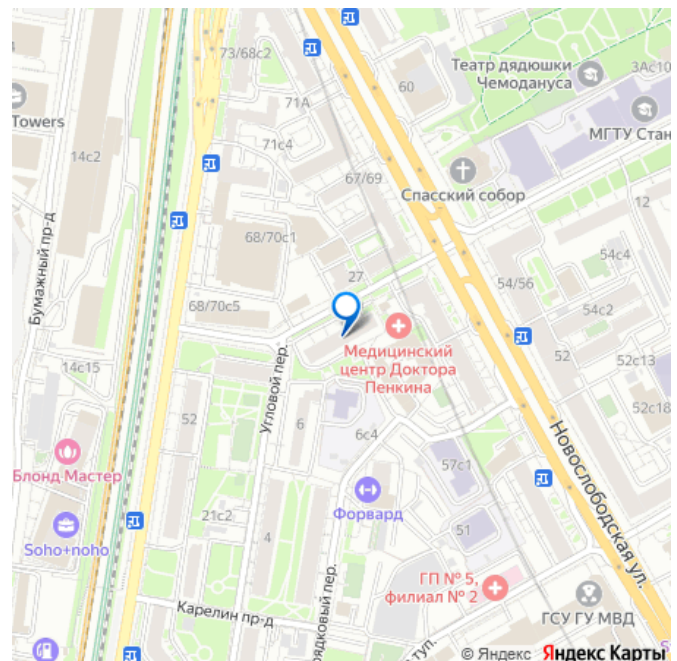 73/68с2
Театр дядюшки
Чемодануса
3Ас10
60
71А
Towers
МГТУ Стан
14с2
71с4
67/69
Спасский собор
12
68/70с1
54с4
Бумажный пр-д
27
54/56
68/70с5
54с2
Медицинский
центр Доктора
Пенкина
52
52с13
14с15
Угловой пер.
52
6
6с4
52с18
Новослободская ул.
57с1
Блонд Мастер
Форвард
21с2
51
Soho+noho
4
ГП № 5,
филиал № 2
Карелин пр-д
рядковый пер.
туп.
ГСУ ГУ МВД
© Яндекс Яндекс Карты